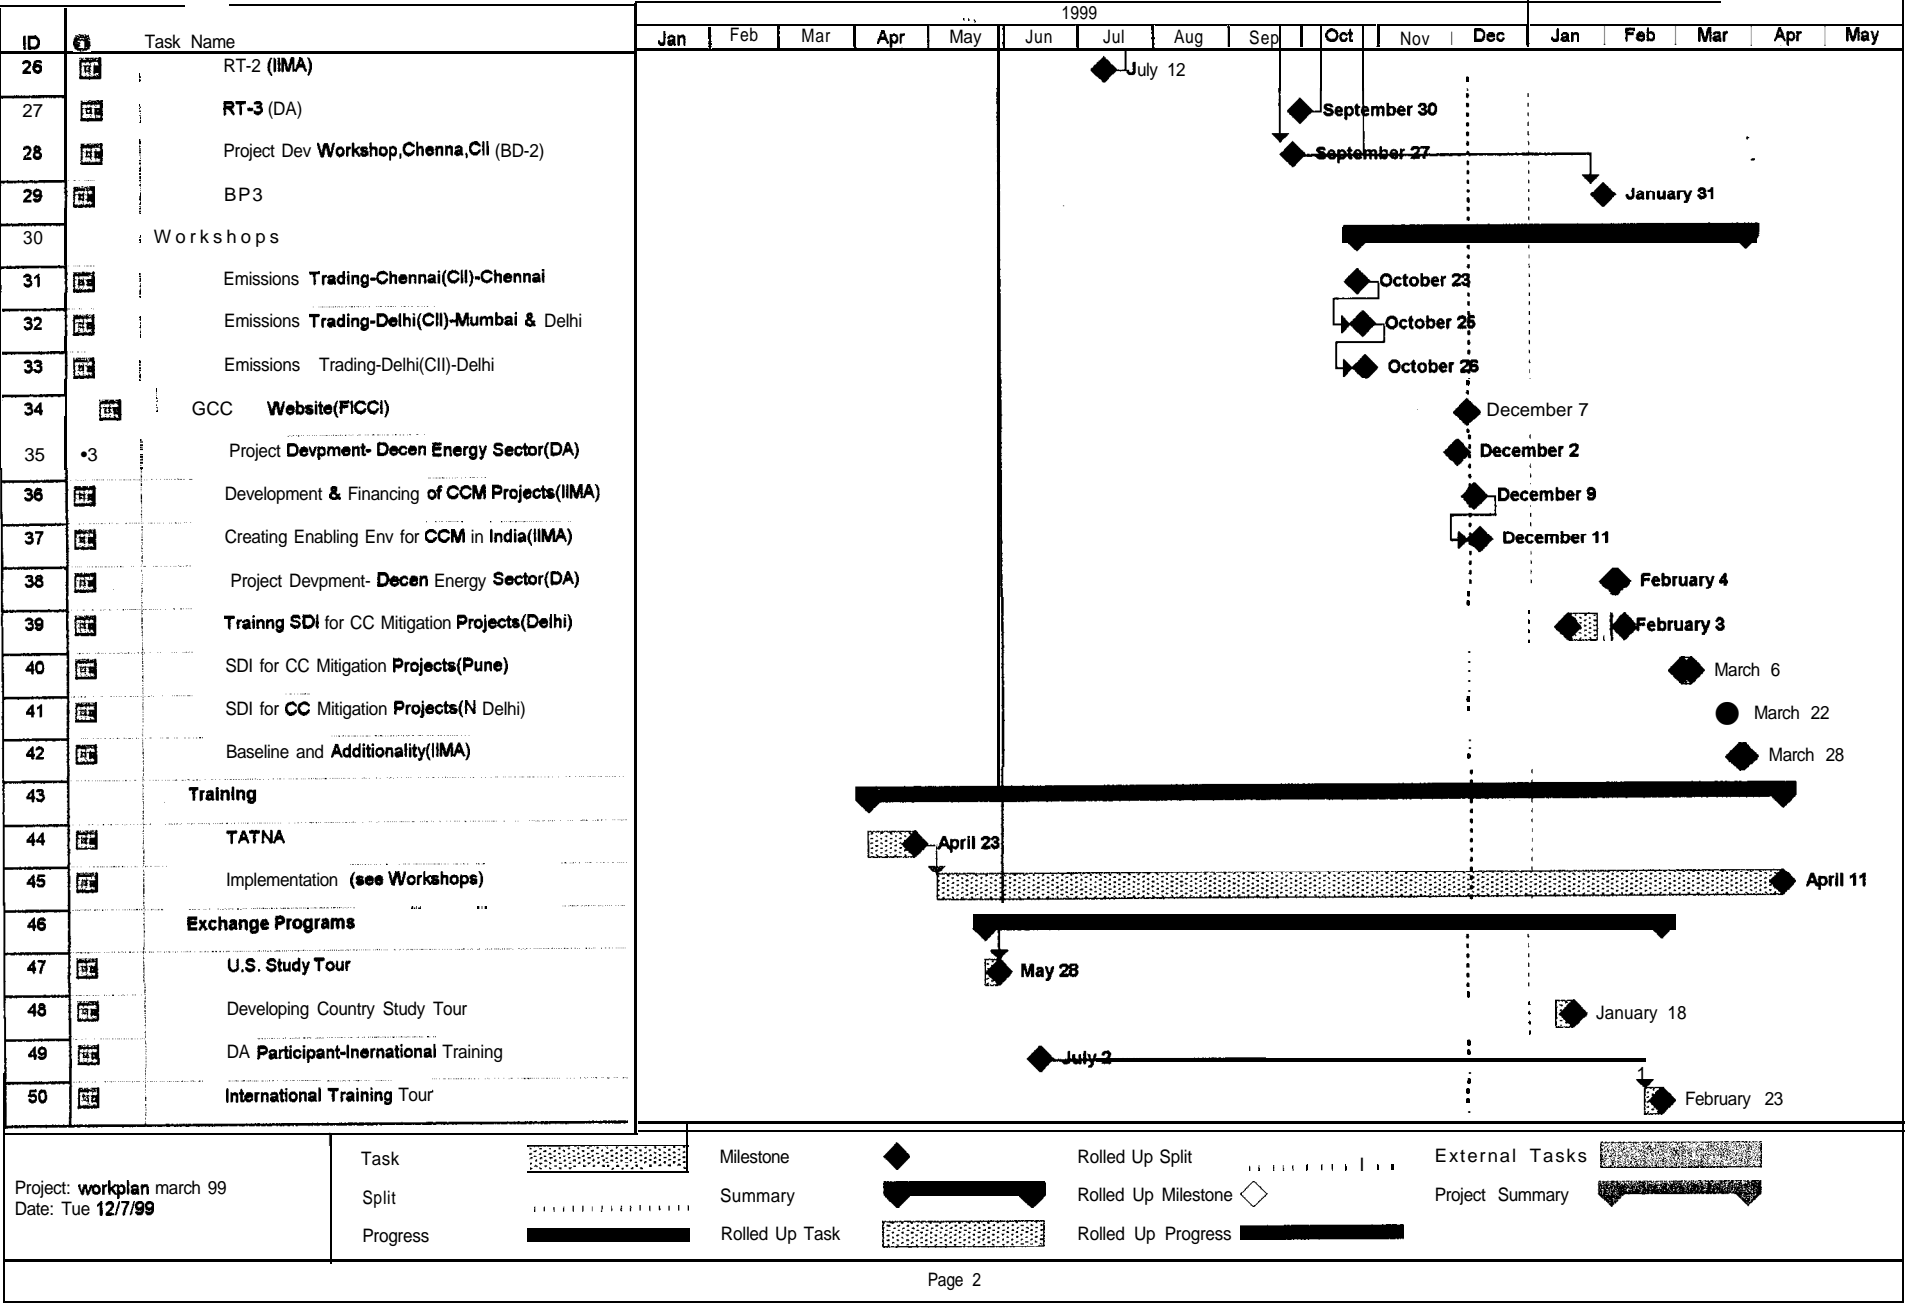 1999
ID Task Name Jan Feb Mar Apr May Jun Jul Aug Sep Oct Nov Dec Jan Feb Mar Apr May
26 RT-2 (IIMA) July 12
27 RT-3 (DA) September 30
28 Project Dev Workshop,Chenna,CII (BD-2) September 27
29 BP3 January 31
30 Workshops
31 Emissions Trading-Chennai(CII)-Chennai October 23
32 Emissions Trading-Delhi(CII)-Mumbai & Delhi October 25
33 Emissions Trading-Delhi(CII)-Delhi October 26
34 GCC Website(FICCI) December 7
35 •3 Project Devpment- Decen Energy Sector(DA) December 2
36 Development & Financing of CCM Projects(IIMA) December 9
37 Creating Enabling Env for CCM in India(IIMA) December 11
38 Project Devpment- Decen Energy Sector(DA) February 4
39 Trainng SDI for CC Mitigation Projects(Delhi) February 3
40 SDI for CC Mitigation Projects(Pune) March 6
41 SDI for CC Mitigation Projects(N Delhi) March 22
42 Baseline and Additionality(IIMA) March 28
43 Training
44 TATNA April 23
45 Implementation (see Workshops) April 11
46 Exchange Programs
47 U.S. Study Tour May 28
48 Developing Country Study Tour January 18
49 DA Participant-Inernational Training July 2
1
50 International Training Tour February 23
Task Milestone Rolled Up Split External Tasks
Project: workplan march 99
Date: Tue 12/7/99
Split Summary Rolled Up Milestone Project Summary
Progress Rolled Up Task Rolled Up Progress
Page 2